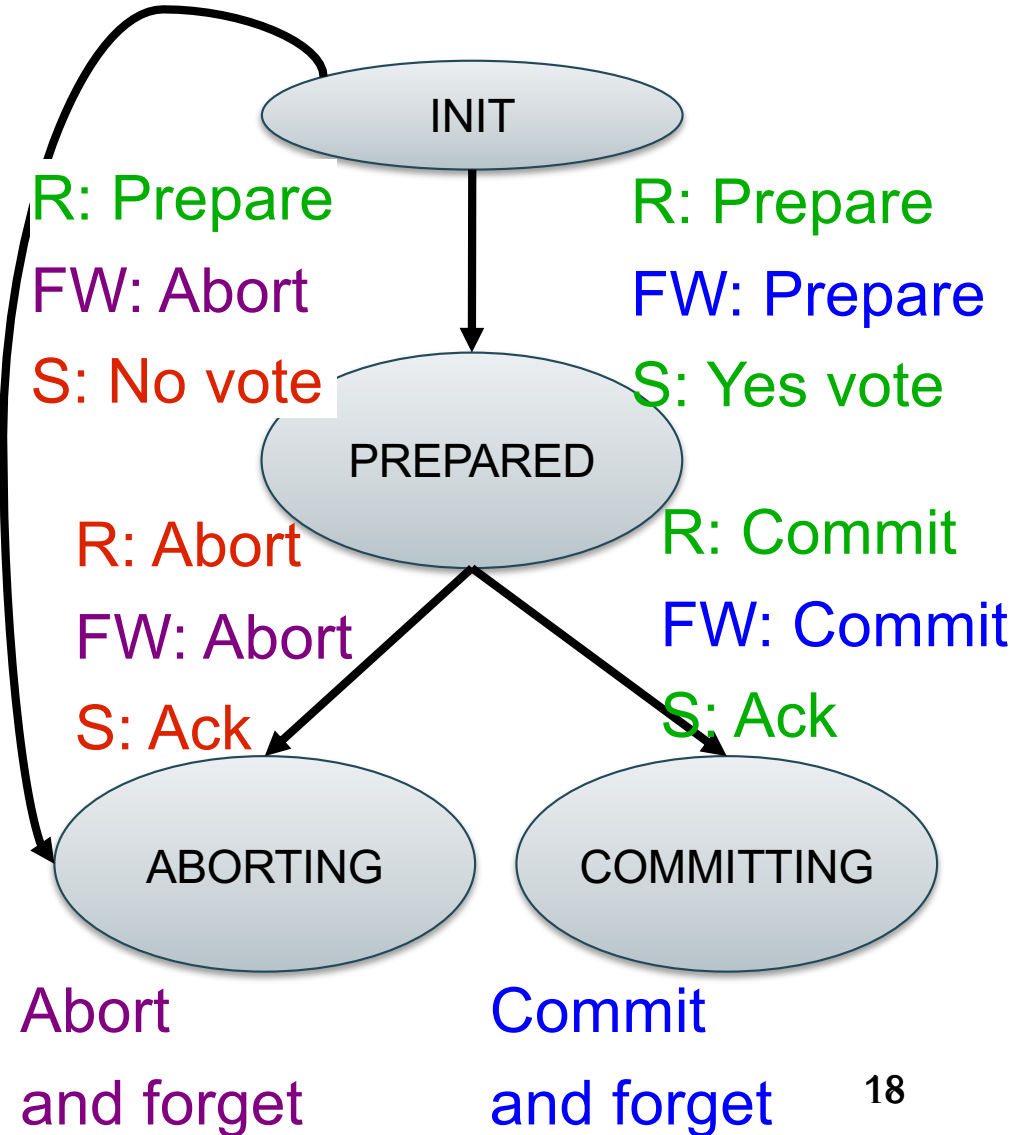 INIT
R: Prepare
FW: Abort
S: No vote
R: Prepare
FW: Prepare
S: Yes vote
PREPARED
R: Abort
FW: Abort
S: Ack
R: Commit
FW: Commit
S: Ack
ABORTING
COMMITTING
Abort
and forget
Commit
and forget
18